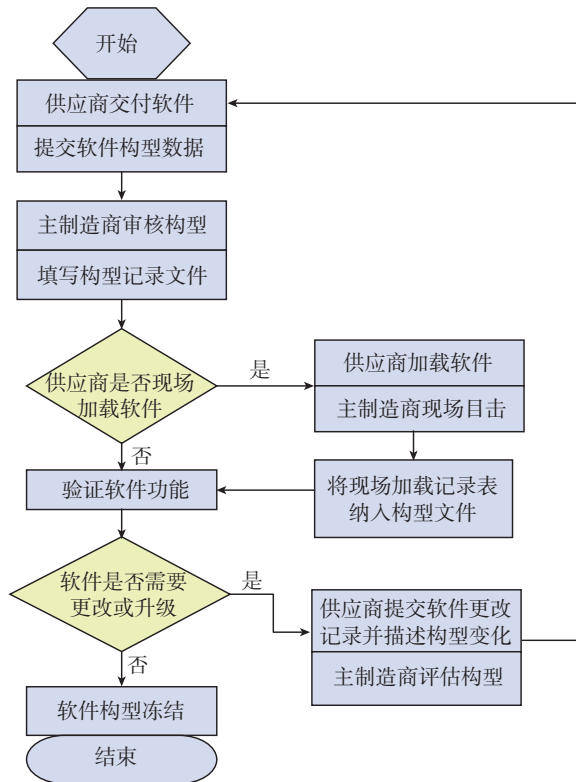 开始
供应商交付软件
提交软件构型数据
主制造商审核构型
填写构型记录文件
供应商是否现场
加载软件
是
供应商加载软件
主制造商现场目击
否
将现场加载记录表
纳入构型文件
验证软件功能
软件是否需要
更改或升级
是
供应商提交软件更改
记录并描述构型变化
主制造商评估构型
否
软件构型冻结
结束